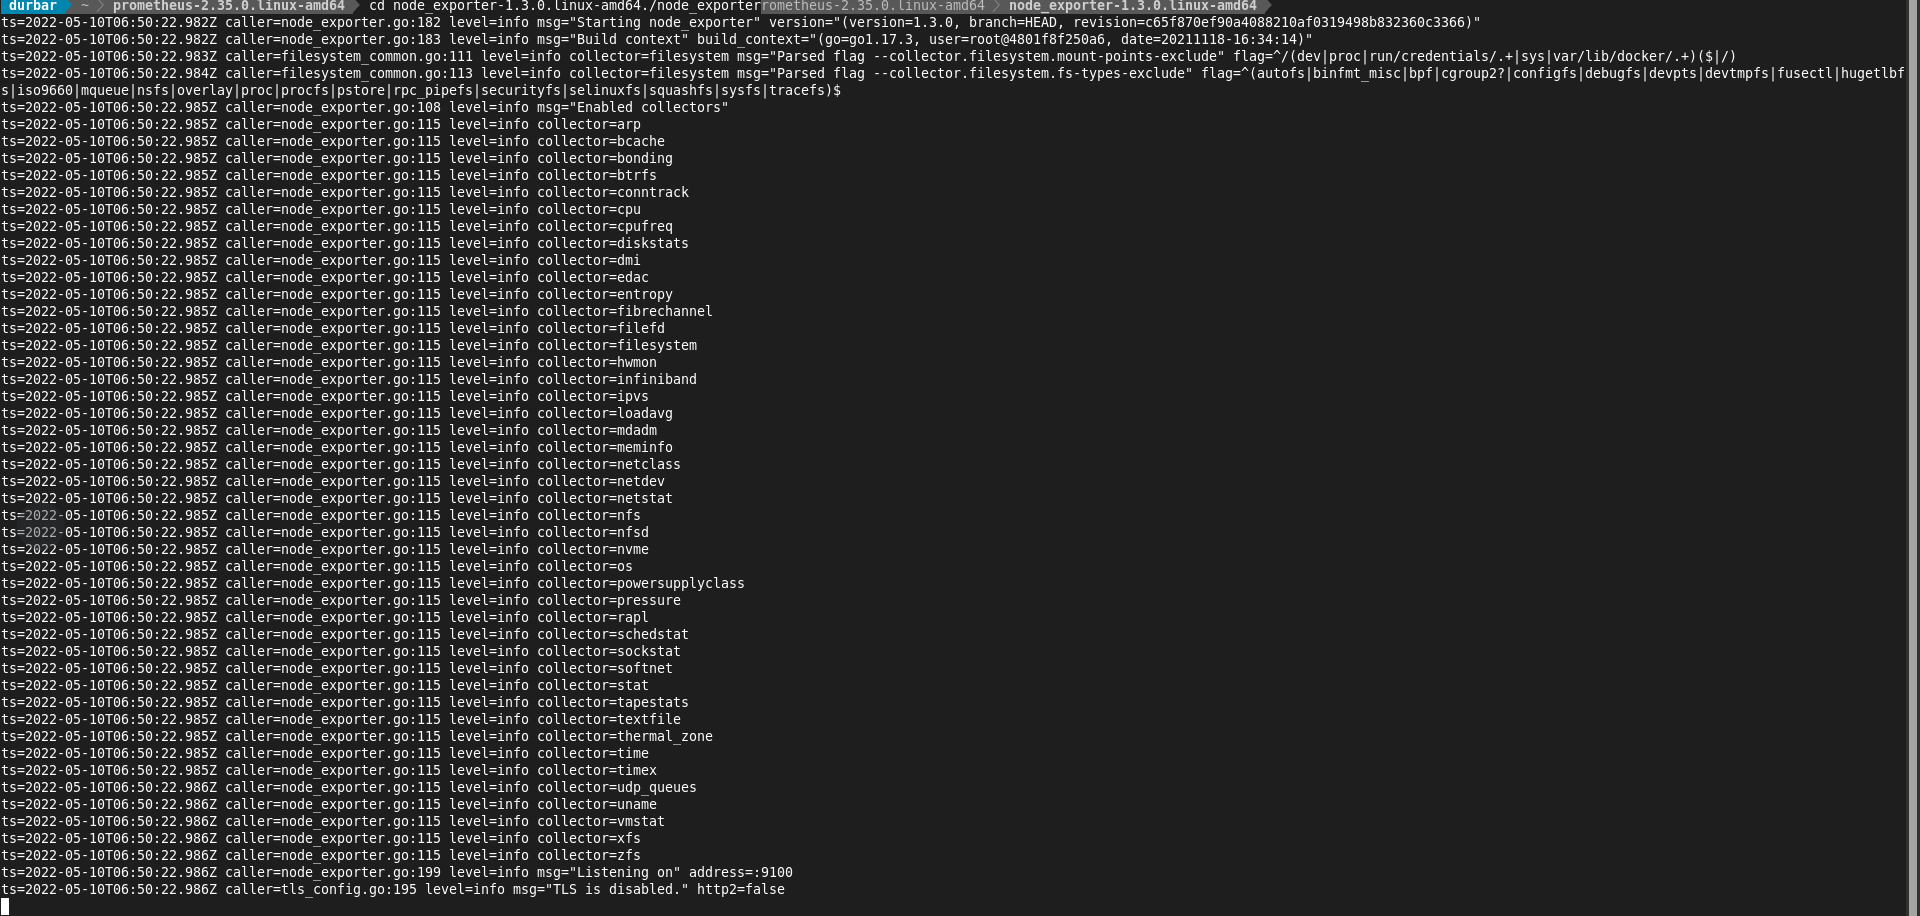 durbar ~ prometheus-2.35.0.linux-amd64 cd node_exporter-1.3.0.linux-amd64./node_exporterrometheus-2.35.0.linux-amd64 node_exporter-1.3.0.linux-amd64
ts=2022-05-10T06:50:22.982Z caller=node_exporter.go:182 level=info msg="Starting node_exporter" version="(version=1.3.0, branch=HEAD, revision=c65f870ef90a4088210af0319498b832360c3366)"
ts=2022-05-10T06:50:22.982Z caller=node_exporter.go:183 level=info msg="Build context" build_context="(go=go1.17.3, user=root@4801f8f250a6, date=20211118-16:34:14)"
ts=2022-05-10T06:50:22.983Z caller=filesystem_common.go:111 level=info collector=filesystem msg="Parsed flag --collector.filesystem.mount-points-exclude" flag=^/(dev|proc|run/credentials/.+|sys|var/lib/docker/.+)($|/)
ts=2022-05-10T06:50:22.984Z caller=filesystem_common.go:113 level=info collector=filesystem msg="Parsed flag --collector.filesystem.fs-types-exclude" flag=^(autofs|binfmt_misc|bpf|cgroup2?|configfs|debugfs|devpts|devtmpfs|fusectl|hugetlbf
s|iso9660|mqueue|nsfs|overlay|proc|procfs|pstore|rpc_pipefs|securityfs|selinuxfs|squashfs|sysfs|tracefs)$
ts=2022-05-10T06:50:22.985Z caller=node_exporter.go:108 level=info msg="Enabled collectors"
ts=2022-05-10T06:50:22.985Z caller=node_exporter.go:115 level=info collector=arp
ts=2022-05-10T06:50:22.985Z caller=node_exporter.go:115 level=info collector=bcache
ts=2022-05-10T06:50:22.985Z caller=node_exporter.go:115 level=info collector=bonding
ts=2022-05-10T06:50:22.985Z caller=node_exporter.go:115 level=info collector=btrfs
ts=2022-05-10T06:50:22.985Z caller=node_exporter.go:115 level=info collector=conntrack
ts=2022-05-10T06:50:22.985Z caller=node_exporter.go:115 level=info collector=cpu
ts=2022-05-10T06:50:22.985Z caller=node_exporter.go:115 level=info collector=cpufreq
ts=2022-05-10T06:50:22.985Z caller=node_exporter.go:115 level=info collector=diskstats
ts=2022-05-10T06:50:22.985Z caller=node_exporter.go:115 level=info collector=dmi
ts=2022-05-10T06:50:22.985Z caller=node_exporter.go:115 level=info collector=edac
ts=2022-05-10T06:50:22.985Z caller=node_exporter.go:115 level=info collector=entropy
ts=2022-05-10T06:50:22.985Z caller=node_exporter.go:115 level=info collector=fibrechannel
ts=2022-05-10T06:50:22.985Z caller=node_exporter.go:115 level=info collector=filefd
ts=2022-05-10T06:50:22.985Z caller=node_exporter.go:115 level=info collector=filesystem
ts=2022-05-10T06:50:22.985Z caller=node_exporter.go:115 level=info collector=hwmon
ts=2022-05-10T06:50:22.985Z caller=node_exporter.go:115 level=info collector=infiniband
ts=2022-05-10T06:50:22.985Z caller=node_exporter.go:115 level=info collector=ipvs
ts=2022-05-10T06:50:22.985Z caller=node_exporter.go:115 level=info collector=loadavg
ts=2022-05-10T06:50:22.985Z caller=node_exporter.go:115 level=info collector=mdadm
ts=2022-05-10T06:50:22.985Z caller=node_exporter.go:115 level=info collector=meminfo
ts=2022-05-10T06:50:22.985Z caller=node_exporter.go:115 level=info collector=netclass
ts=2022-05-10T06:50:22.985Z caller=node_exporter.go:115 level=info collector=netdev
ts=2022-05-10T06:50:22.985Z caller=node_exporter.go:115 level=info collector=netstat
ts=2022-05-10T06:50:22.985Z caller=node_exporter.go:115 level=info collector=nfs
ts=2022-05-10T06:50:22.985Z caller=node_exporter.go:115 level=info collector=nfsd
ts=2022-05-10T06:50:22.985Z caller=node_exporter.go:115 level=info collector=nvme
ts=2022-05-10T06:50:22.985Z caller=node_exporter.go:115 level=info collector=os
ts=2022-05-10T06:50:22.985Z caller=node_exporter.go:115 level=info collector=powersupplyclass
ts=2022-05-10T06:50:22.985Z caller=node_exporter.go:115 level=info collector=pressure
ts=2022-05-10T06:50:22.985Z caller=node_exporter.go:115 level=info collector=rapl
ts=2022-05-10T06:50:22.985Z caller=node_exporter.go:115 level=info collector=schedstat
ts=2022-05-10T06:50:22.985Z caller=node_exporter.go:115 level=info collector=sockstat
ts=2022-05-10T06:50:22.985Z caller=node_exporter.go:115 level=info collector=softnet
ts=2022-05-10T06:50:22.985Z caller=node_exporter.go:115 level=info collector=stat
ts=2022-05-10T06:50:22.985Z caller=node_exporter.go:115 level=info collector=tapestats
ts=2022-05-10T06:50:22.985Z caller=node_exporter.go:115 level=info collector=textfile
ts=2022-05-10T06:50:22.985Z caller=node_exporter.go:115 level=info collector=thermal_zone
ts=2022-05-10T06:50:22.985Z caller=node_exporter.go:115 level=info collector=time
ts=2022-05-10T06:50:22.985Z caller=node_exporter.go:115 level=info collector=timex
ts=2022-05-10T06:50:22.986Z caller=node_exporter.go:115 level=info collector=udp_queues
ts=2022-05-10T06:50:22.986Z caller=node_exporter.go:115 level=info collector=uname
ts=2022-05-10T06:50:22.986Z caller=node_exporter.go:115 level=info collector=vmstat
ts=2022-05-10T06:50:22.986Z caller=node_exporter.go:115 level=info collector=xfs
ts=2022-05-10T06:50:22.986Z caller=node_exporter.go:115 level=info collector=zfs
ts=2022-05-10T06:50:22.986Z caller=node_exporter.go:199 level=info msg="Listening on" address=:9100
ts=2022-05-10T06:50:22.986Z caller=tls_config.go:195 level=info msg="TLS is disabled." http2=false